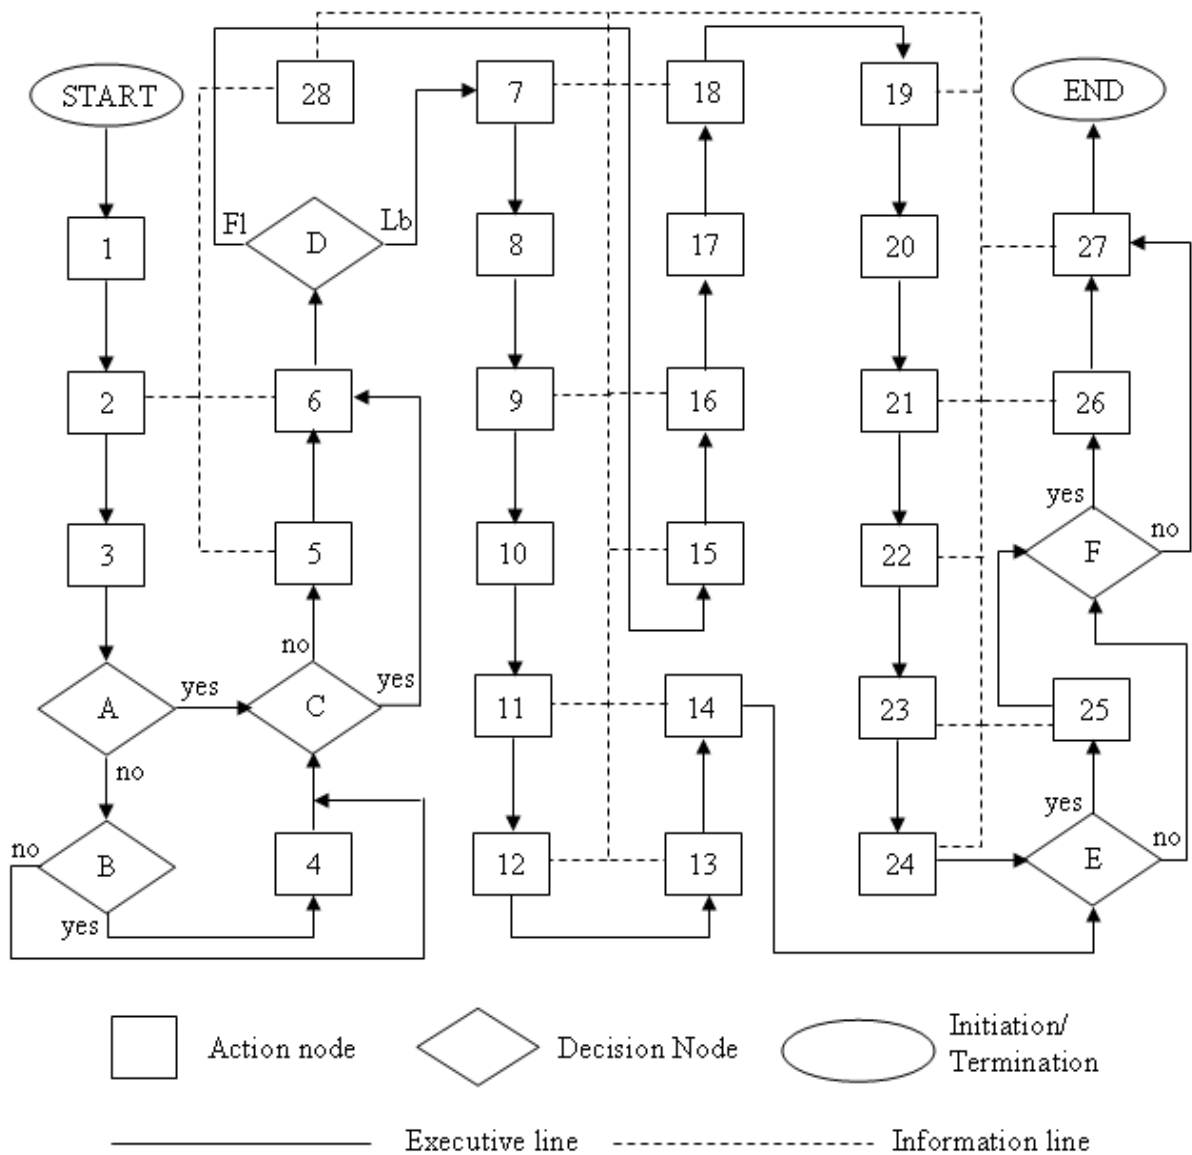 START
28
7
18
19
END
Fl
D
Lb
1
8
17
20
27
2
6
9
16
21
26
yes
no
3
5
10
15
22
F
no
A
yes
C
yes
11
14
23
25
no
yes
no
no
B
4
12
13
24
E
yes
Action node
Decision Node
Initiation/
Termination
Executive line
Information line